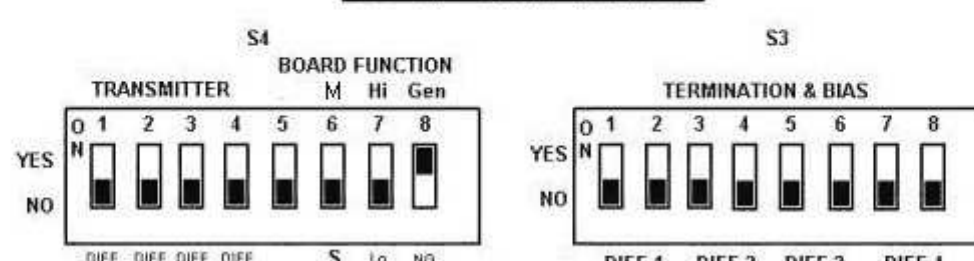 S4 S3
BOARD FUNCTION
TRANSMITTER M Hi Gen TERMINATION & BIAS
ON 1 2 3 4 5 6 7 8 ON 1 2 3 4 5 6 7 8
YES YES
NO NO
DIFF DIFF DIFF DIFF S Lo NO DIFF 1 DIFF 2 DIFF 3 DIFF 4